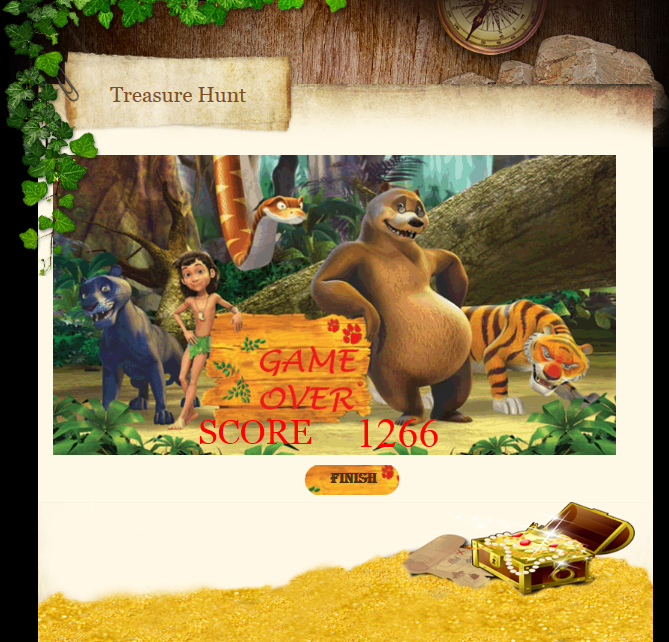 Treasure Hunt
GAME
OVER
SCORE 1266
FINISH